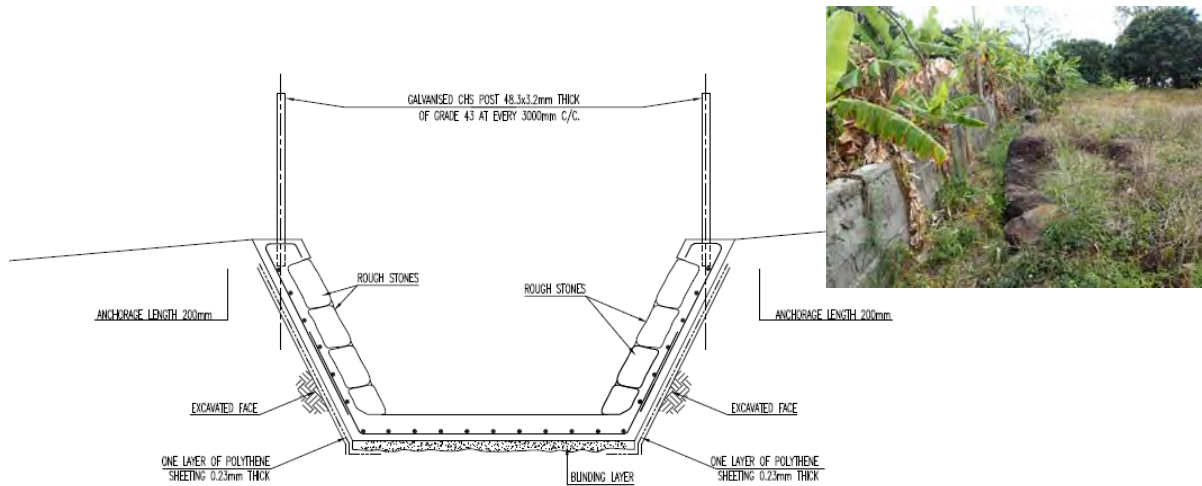 GALVANISED CHS POST 48.3x3.2mm THICK
OF GRADE 43 AT EVERY 3000mm C/C.
ROUGH STONES
ROUGH STONES
ANCHORAGE LENGTH 200mm
ANCHORAGE LENGTH 200mm
EXCAVATED FACE
EXCAVATED FACE
ONE LAYER OF POLYTHENE
SHEETING 0.23mm THICK
ONE LAYER OF POLYTHENE
SHEETING 0.23mm THICK
BLINDING LAYER